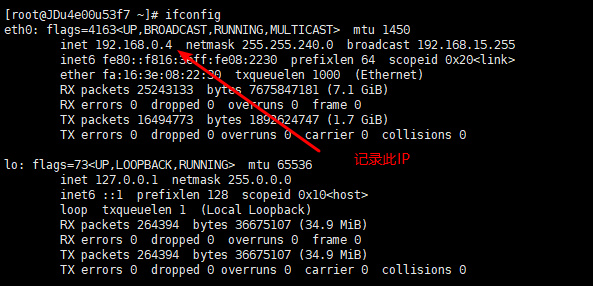 [root@JDu4e00u53f7 ~]# ifconfig
eth0: flags=4163<UP,BROADCAST,RUNNING,MULTICAST>  mtu 1450
inet 192.168.0.4  netmask 255.255.240.0  broadcast 192.168.15.255
inet6 fe80::f816:3eff:fe08:2230  prefixlen 64  scopeid 0x20<link>
ether fa:16:3e:08:22:30  txqueuelen 1000  (Ethernet)
RX packets 25243133  bytes 7675847181 (7.1 GiB)
RX errors 0  dropped 0  overruns 0  frame 0
TX packets 16494773  bytes 1892624747 (1.7 GiB)
TX errors 0  dropped 0 overruns 0  carrier 0  collisions 0
记录此IP
lo: flags=73<UP,LOOPBACK,RUNNING>  mtu 65536
inet 127.0.0.1  netmask 255.0.0.0
inet6 ::1  prefixlen 128  scopeid 0x10<host>
loop  txqueuelen 1  (Local Loopback)
RX packets 264394  bytes 36675107 (34.9 MiB)
RX errors 0  dropped 0  overruns 0  frame 0
TX packets 264394  bytes 36675107 (34.9 MiB)
TX errors 0  dropped 0 overruns 0  carrier 0  collisions 0